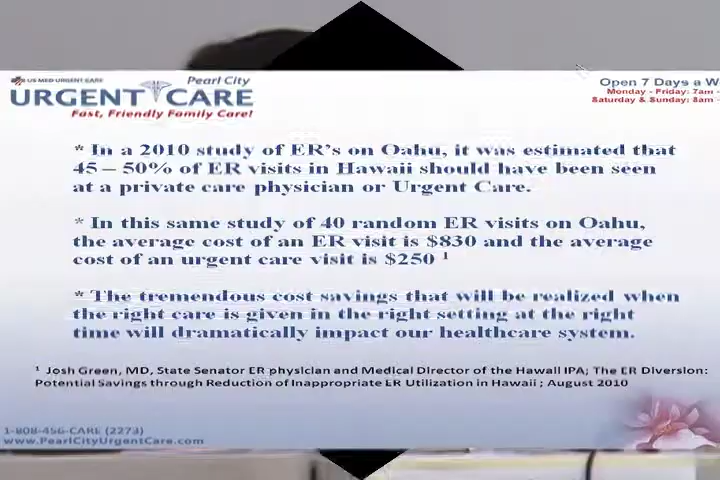 US MED URGENT CARE
Pearl City
URGENT CARE
Fast, Friendly Family Care!
Open 7 Days a W
Monday - Friday: 7am -
Saturday & Sunday: 8am -
* In a 2010 study of ER's on Oahu, it was estimated that
45 – 50% of ER visits in Hawaii should have been seen
at a private care physician or Urgent Care.
* In this same study of 40 random ER visits on Oahu,
the average cost of an ER visit is $830 and the average
cost of an urgent care visit is $250 ¹
* The tremendous cost savings that will be realized when
the right care is given in the right setting at the right
time will dramatically impact our healthcare system.
¹ Josh Green, MD, State Senator ER physician and Medical Director of the Hawaii IPA; The ER Diversion:
Potential Savings through Reduction of Inappropriate ER Utilization in Hawaii ; August 2010
1-808-456-CARE (2273)
www.PearlCityUrgentCare.com